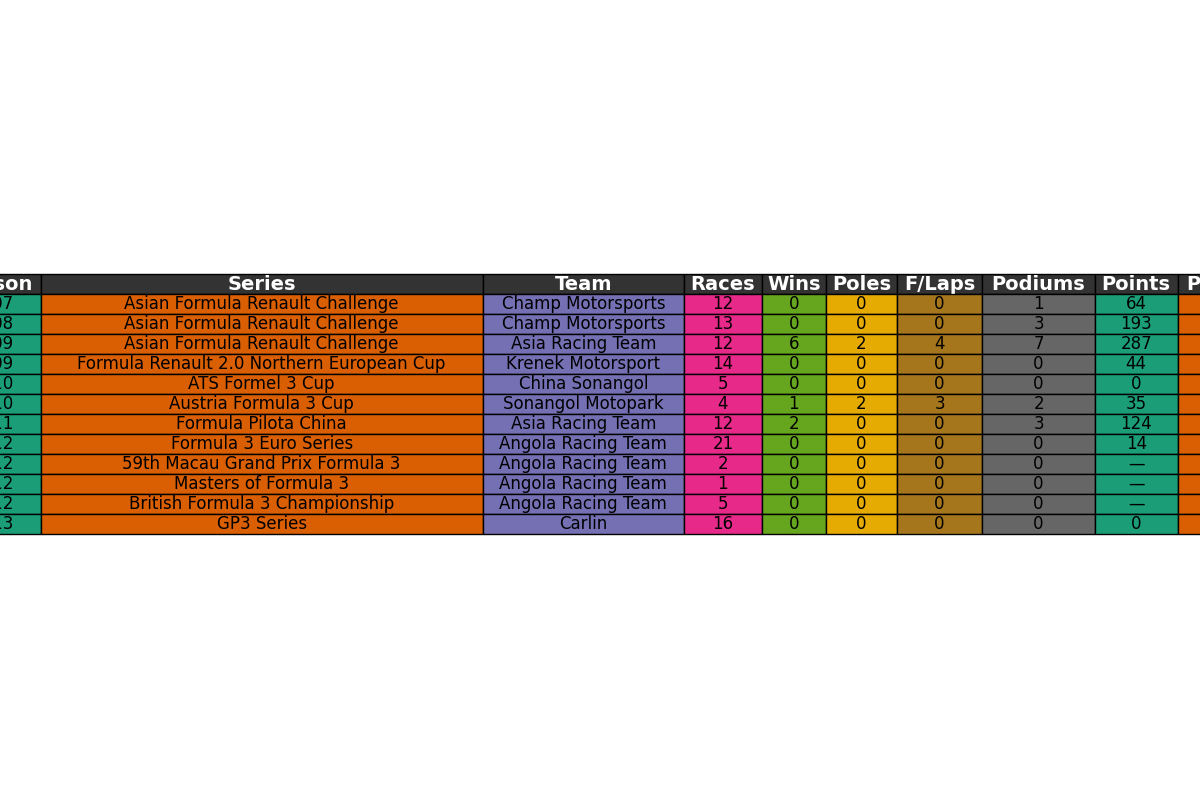 son Series Team Races Wins Poles F/Laps Podiums Points P
07 Asian Formula Renault Challenge Champ Motorsports 12 0 0 0 1 64
08 Asian Formula Renault Challenge Champ Motorsports 13 0 0 0 3 193
09 Asian Formula Renault Challenge Asia Racing Team 12 6 2 4 7 287
09 Formula Renault 2.0 Northern European Cup Krenek Motorsport 14 0 0 0 0 44
10 ATS Formel 3 Cup China Sonangol 5 0 0 0 0 0
10 Austria Formula 3 Cup Sonangol Motopark 4 1 2 3 2 35
11 Formula Pilota China Asia Racing Team 12 2 0 0 3 124
12 Formula 3 Euro Series Angola Racing Team 21 0 0 0 0 14
12 59th Macau Grand Prix Formula 3 Angola Racing Team 2 0 0 0 0 —
12 Masters of Formula 3 Angola Racing Team 1 0 0 0 0 —
12 British Formula 3 Championship Angola Racing Team 5 0 0 0 0 —
13 GP3 Series Carlin 16 0 0 0 0 0